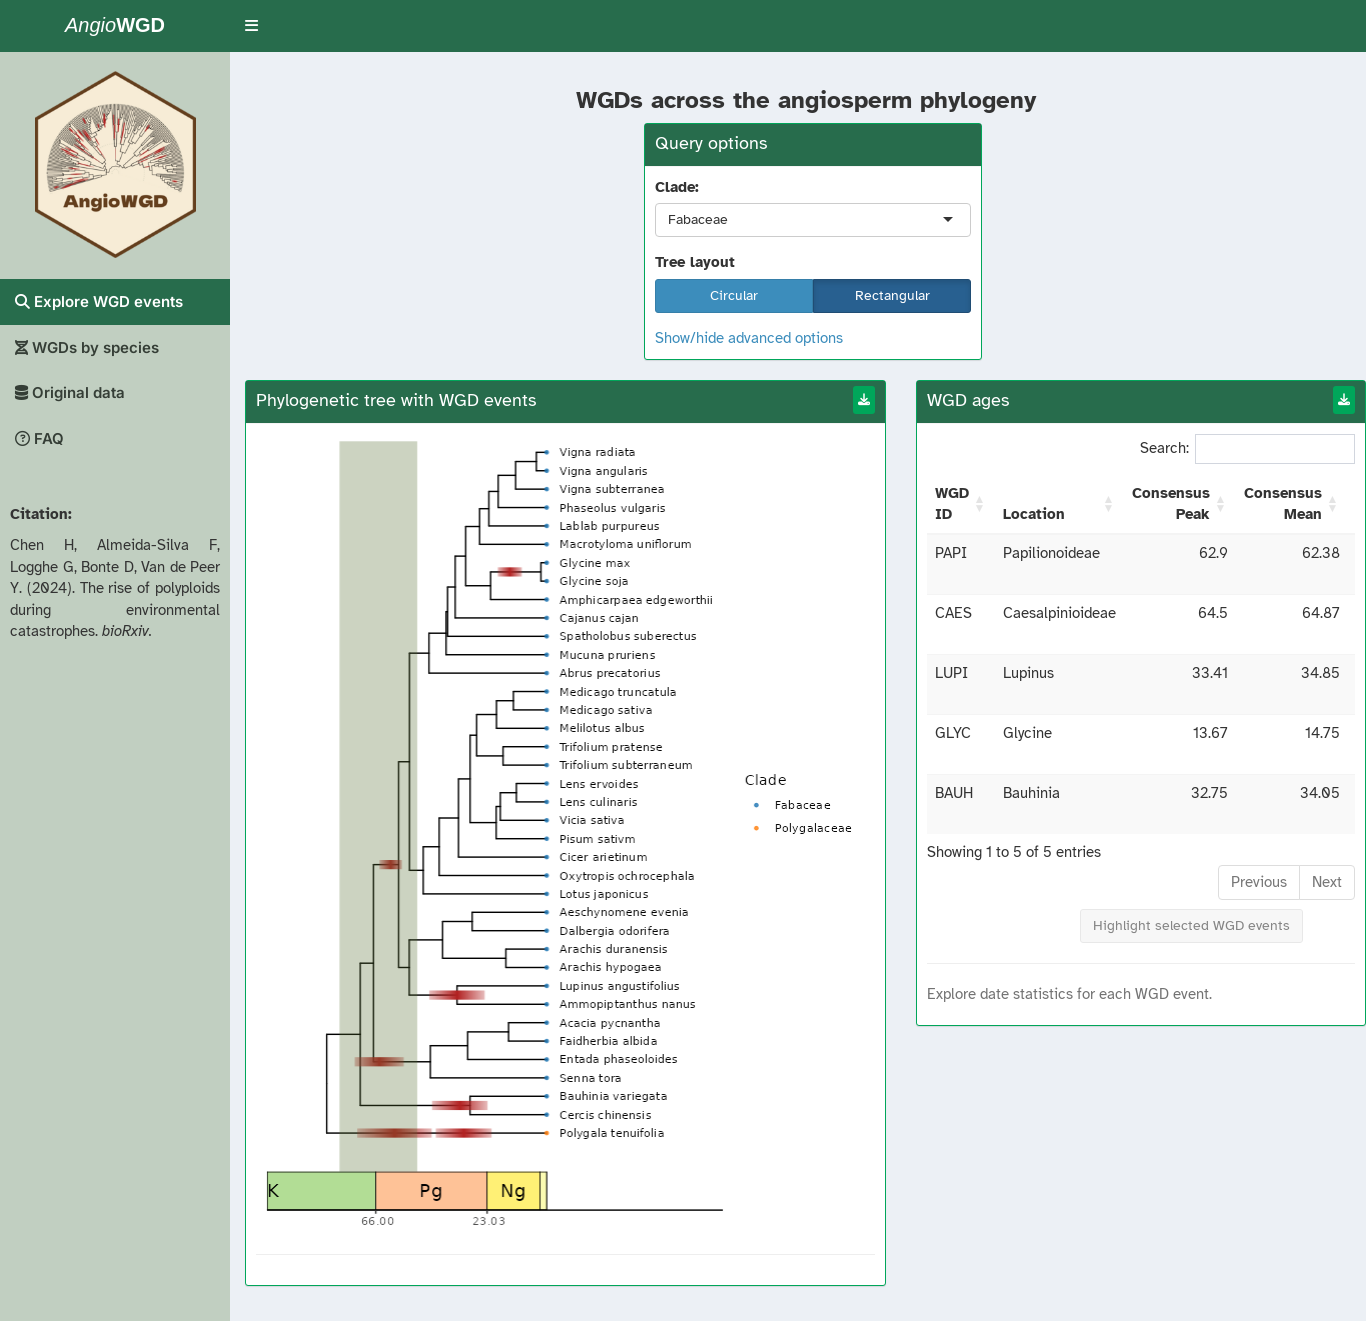 AngioWGD
AngioWGD
Explore WGD events
WGDs by species
Original data
FAQ
Citation:
Chen H, Almeida-Silva F,
Logghe G, Bonte D, Van de Peer
Y. (2024). The rise of polyploids
during environmental
catastrophes. bioRxiv.
WGDs across the angiosperm phylogeny
Query options
Clade:
Fabaceae
Tree layout
Circular Rectangular
Show/hide advanced options
Phylogenetic tree with WGD events
Vigna radiata
Vigna angularis
Vigna subterranea
Phaseolus vulgaris
Lablab purpureus
Macrotyloma uniflorum
Glycine max
Glycine soja
Amphicarpaea edgeworthii
Cajanus cajan
Spatholobus suberectus
Mucuna pruriens
Abrus precatorius
Medicago truncatula
Medicago sativa
Melilotus albus
Trifolium pratense
Trifolium subterraneum
Lens ervoides
Lens culinaris
Vicia sativa
Pisum sativm
Cicer arietinum
Oxytropis ochrocephala
Lotus japonicus
Aeschynomene evenia
Dalbergia odorifera
Arachis duranensis
Arachis hypogaea
Lupinus angustifolius
Ammopiptanthus nanus
Acacia pycnantha
Faidherbia albida
Entada phaseoloides
Senna tora
Bauhinia variegata
Cercis chinensis
Polygala tenuifolia
Clade
Fabaceae
Polygalaceae
K Pg Ng
66.00 23.03
WGD ages
Search:
WGD ID Location Consensus Peak Consensus Mean
PAPI Papilionoideae 62.9 62.38
CAES Caesalpinioideae 64.5 64.87
LUPI Lupinus 33.41 34.85
GLYC Glycine 13.67 14.75
BAUH Bauhinia 32.75 34.05
Showing 1 to 5 of 5 entries
Previous Next
Highlight selected WGD events
Explore date statistics for each WGD event.